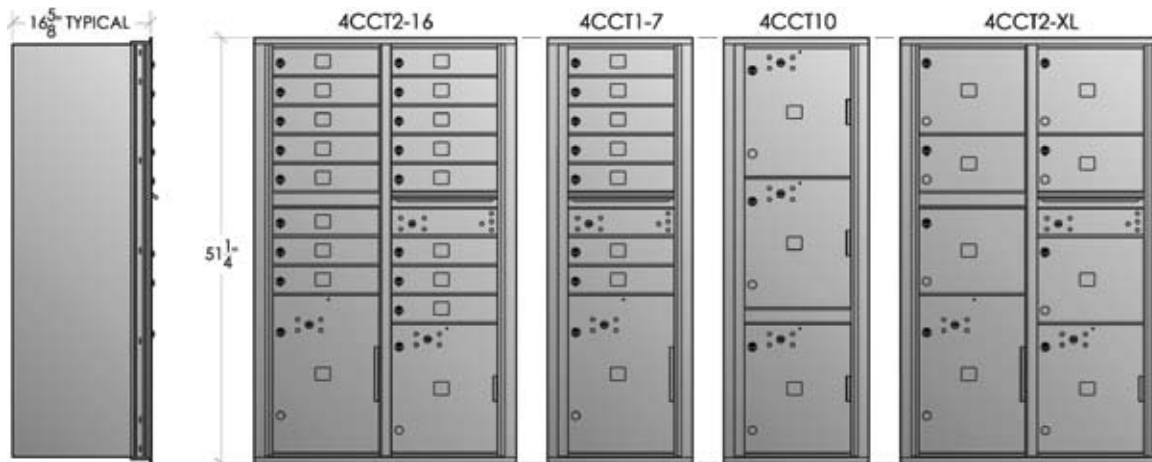 16 5/8" TYPICAL
4CCT2-16
4CCT1-7
4CCT10
4CCT2-XL
51 1/4"